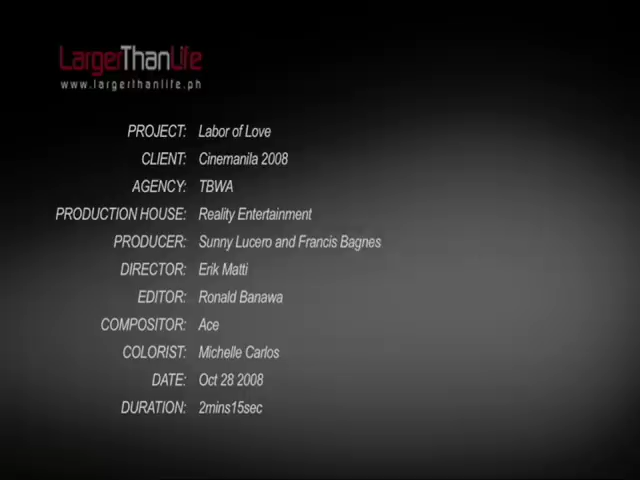 LargerThanLife
www.largerthanlife.ph
PROJECT: Labor of Love
CLIENT: Cinemanila 2008
AGENCY: TBWA
PRODUCTION HOUSE: Reality Entertainment
PRODUCER: Sunny Lucero and Francis Bagnes
DIRECTOR: Erik Matti
EDITOR: Ronald Banawa
COMPOSITOR: Ace
COLORIST: Michelle Carlos
DATE: Oct 28 2008
DURATION: 2mins15sec